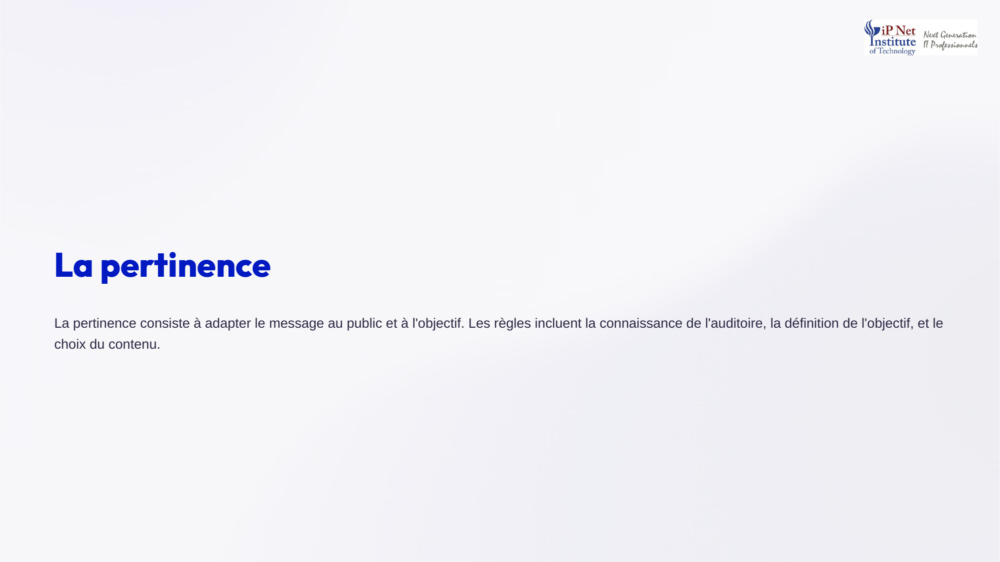 iP Net
Institute
of Technology
Next Generation
IT Professionnels
La pertinence
La pertinence consiste à adapter le message au public et à l'objectif. Les règles incluent la connaissance de l'auditoire, la définition de l'objectif, et le
choix du contenu.